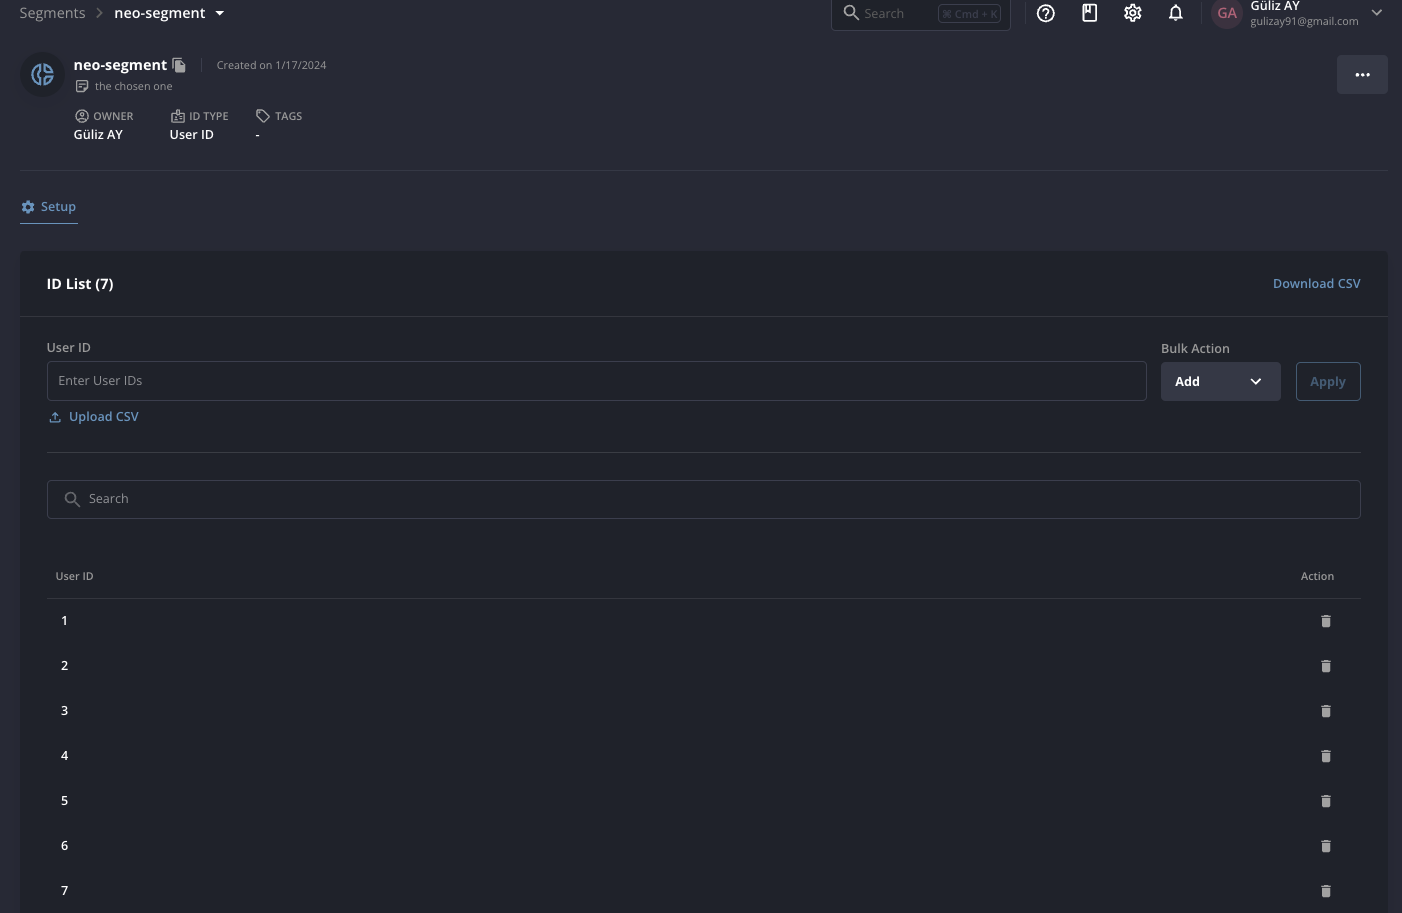 Segments > neo-segment
Search ⌘ Cmd + K
GA
Güliz AY
gulizay91@gmail.com
neo-segment
Created on 1/17/2024
the chosen one
OWNER ID TYPE TAGS
Güliz AY User ID -
Setup
ID List (7) Download CSV
User ID Bulk Action
Enter User IDs Add Apply
Upload CSV
Search
User ID Action
1
2
3
4
5
6
7